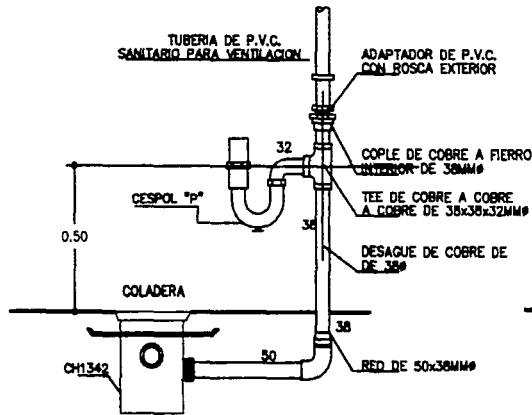 TUBERIA DE P.V.C.
SANITARIO PARA VENTILACION
ADAPTADOR DE P.V.C.
CON ROSCA EXTERIOR
32
COPLE DE COBRE A FIERRO
INTERIOR DE 38MMø
CESPOL "P"
TEE DE COBRE A COBRE
A COBRE DE 38x38x32MMø
38
0.50
DESAGUE DE COBRE DE
DE 38ø
COLADERA
38
50
CH1342
RED DE 50x38MMø